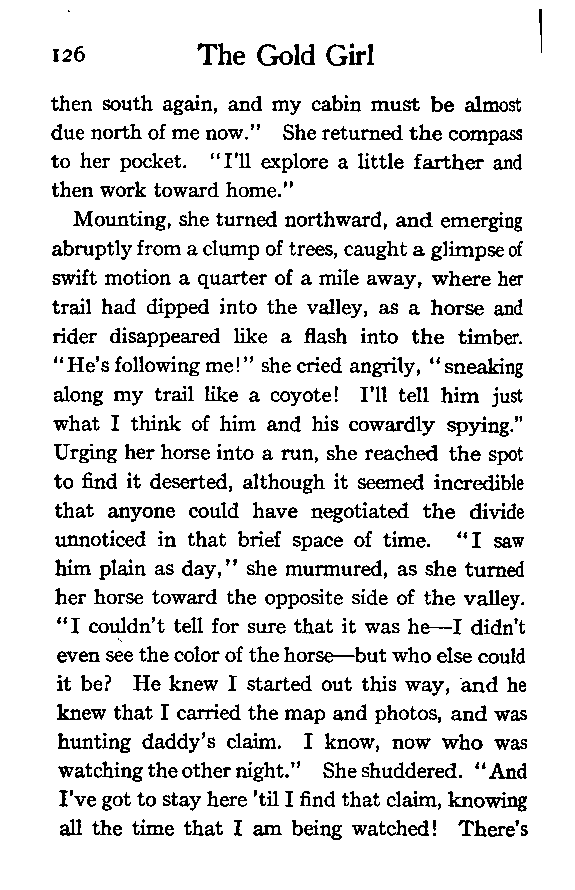 126 The Gold Girl
then south again, and my cabin must be almost
due north of me now." She returned the compass
to her pocket. "I'll explore a little farther and
then work toward home."
Mounting, she turned northward, and emerging
abruptly from a clump of trees, caught a glimpse of
swift motion a quarter of a mile away, where her
trail had dipped into the valley, as a horse and
rider disappeared like a flash into the timber.
"He's following me!" she cried angrily, "sneaking
along my trail like a coyote! I'll tell him just
what I think of him and his cowardly spying."
Urging her horse into a run, she reached the spot
to find it deserted, although it seemed incredible
that anyone could have negotiated the divide
unnoticed in that brief space of time. "I saw
him plain as day," she murmured, as she turned
her horse toward the opposite side of the valley.
"I couldn't tell for sure that it was he—I didn't
even see the color of the horse—but who else could
it be? He knew I started out this way, and he
knew that I carried the map and photos, and was
hunting daddy's claim. I know, now who was
watching the other night." She shuddered. "And
I've got to stay here 'til I find that claim, knowing
all the time that I am being watched! There's